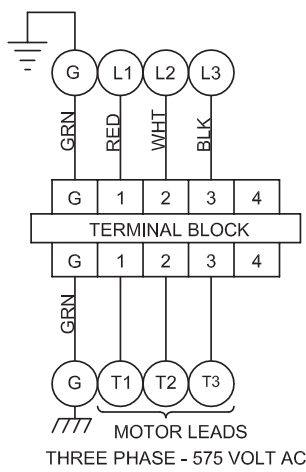 G L1 L2 L3
GRN RED WHT BLK
G 1 2 3 4
TERMINAL BLOCK
G 1 2 3 4
GRN
G T1 T2 T3
MOTOR LEADS
THREE PHASE - 575 VOLT AC